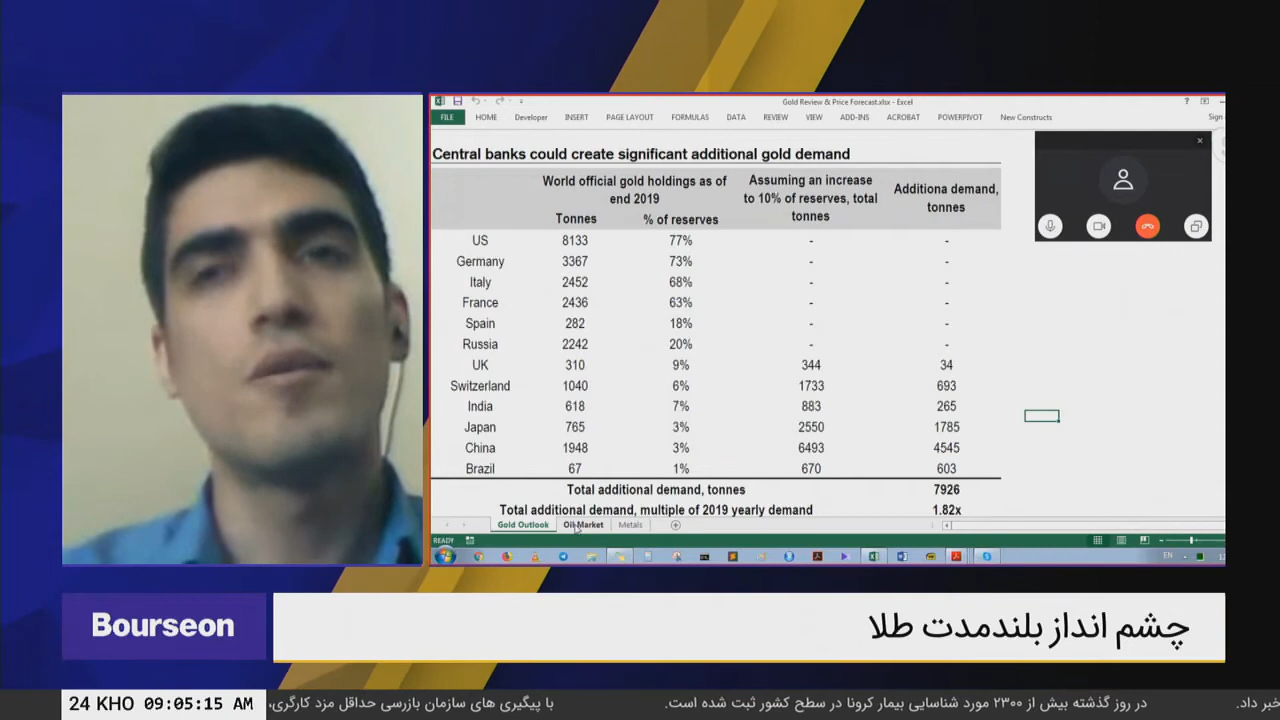 Gold Review & Price Forecast.xlsx - Excel
FILE HOME Developer INSERT PAGE LAYOUT FORMULAS DATA REVIEW VIEW ADD-INS ACROBAT POWERPIVOT New Constructs Sign
Central banks could create significant additional gold demand
World official gold holdings as of end 2019
Assuming an increase to 10% of reserves, total tonnes
Additiona demand, tonnes
Tonnes % of reserves
US 8133 77% - -
Germany 3367 73% - -
Italy 2452 68% - -
France 2436 63% - -
Spain 282 18% - -
Russia 2242 20% - -
UK 310 9% 344 34
Switzerland 1040 6% 1733 693
India 618 7% 883 265
Japan 765 3% 2550 1785
China 1948 3% 6493 4545
Brazil 67 1% 670 603
Total additional demand, tonnes 7926
Total additional demand, multiple of 2019 yearly demand 1.82x
Gold Outlook Oil Market Metals
READY
EN
Bourseon
چشم انداز بلندمدت طلا
24 KHO 09:05:15 AM
خبر داد.
در روز گذشته بیش از ۲۳۰۰ مورد شناسایی بیمار کرونا در سطح کشور ثبت شده است.
با پیگیری های سازمان بازرسی حداقل مزد کارگری،